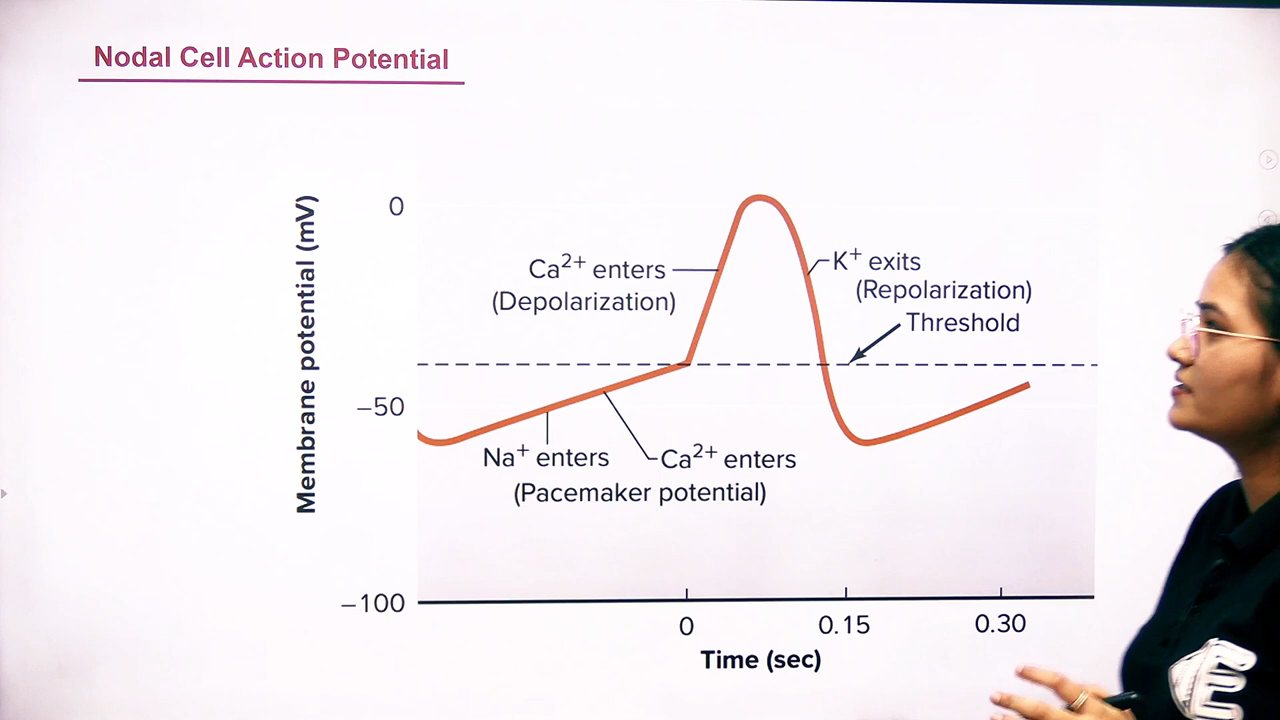 Nodal Cell Action Potential
Membrane potential (mV)
0
−50
−100
Ca²⁺ enters
(Depolarization)
K⁺ exits
(Repolarization)
Threshold
Na⁺ enters
Ca²⁺ enters
(Pacemaker potential)
0
0.15
0.30
Time (sec)